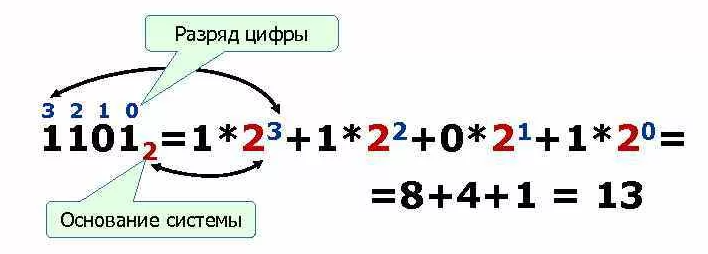 Разряд цифры
3 2 1 0
1101₂=1*2³+1*2²+0*2¹+1*2⁰=
=8+4+1 = 13
Основание системы